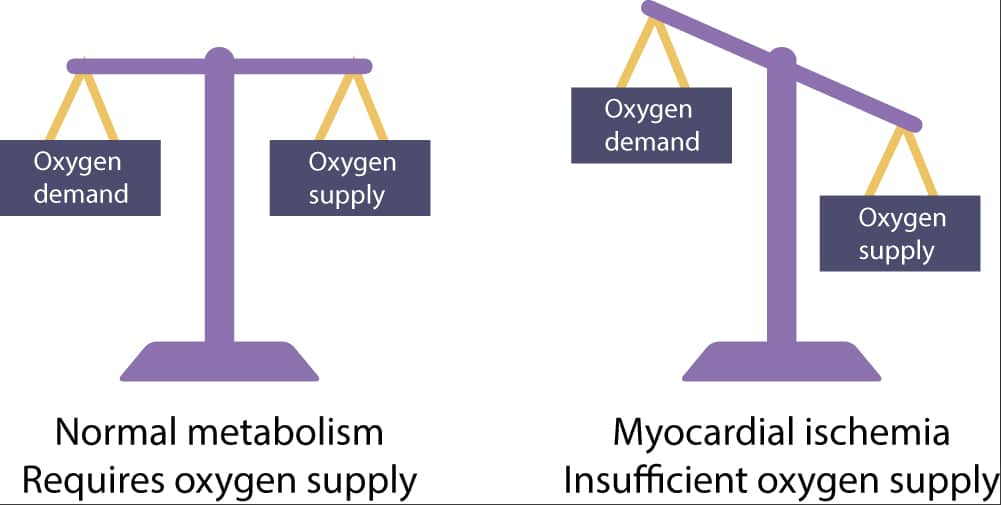 Oxygen
demand
Oxygen
supply
Normal metabolism
Requires oxygen supply
Oxygen
demand
Oxygen
supply
Myocardial ischemia
Insufficient oxygen supply